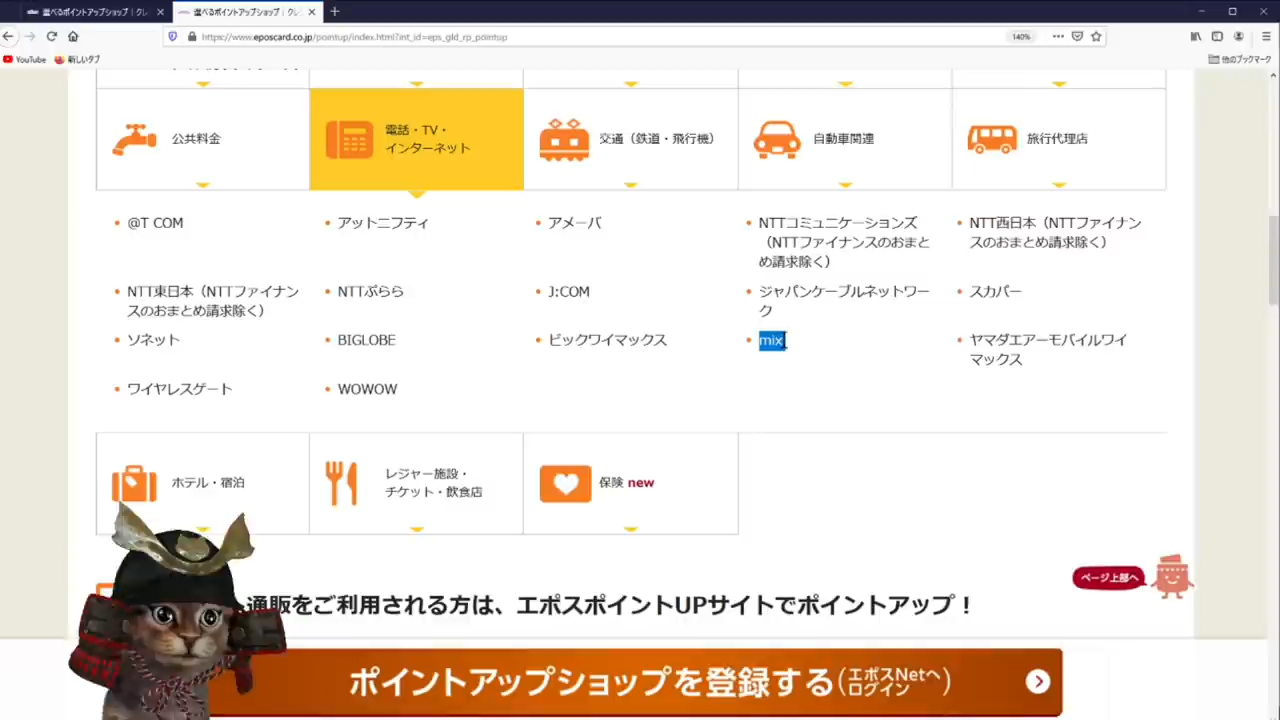 選べるポイントアップショップ | クレ
選べるポイントアップショップ | クレ
https://www.eposcard.co.jp/pointup/index.html?int_id=eps_gld_rp_pointup
140%
YouTube
新しいタブ
他のブックマーク
公共料金
電話・TV・
インターネット
交通（鉄道・飛行機）
自動車関連
旅行代理店
@T COM
アットニフティ
アメーバ
NTTコミュニケーションズ
（NTTファイナンスのおまと
め請求除く）
NTT西日本（NTTファイナン
スのおまとめ請求除く）
NTT東日本（NTTファイナン
スのおまとめ請求除く）
NTTぷらら
J:COM
ジャパンケーブルネットワー
ク
スカパー
ソネット
BIGLOBE
ビックワイマックス
mixi
ヤマダエアーモバイルワイ
マックス
ワイヤレスゲート
WOWOW
ホテル・宿泊
レジャー施設・
チケット・飲食店
保険 new
ページ上部へ
通販をご利用される方は、エポスポイントUPサイトでポイントアップ！
ポイントアップショップを登録する（エポスNetへ
ログイン）